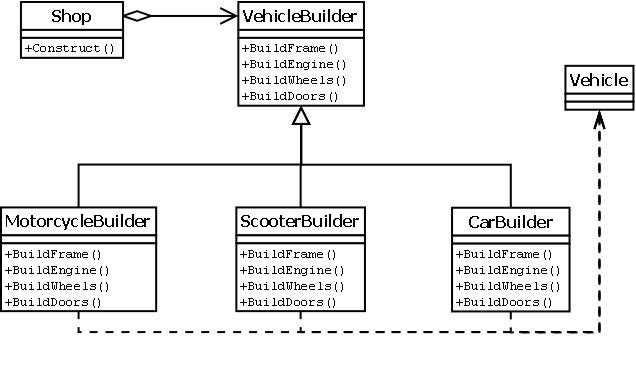 Shop
+Construct()
VehicleBuilder
+BuildFrame()
+BuildEngine()
+BuildWheels()
+BuildDoors()
Vehicle
MotorcycleBuilder
+BuildFrame()
+BuildEngine()
+BuildWheels()
+BuildDoors()
ScooterBuilder
+BuildFrame()
+BuildEngine()
+BuildWheels()
+BuildDoors()
CarBuilder
+BuildFrame()
+BuildEngine()
+BuildWheels()
+BuildDoors()